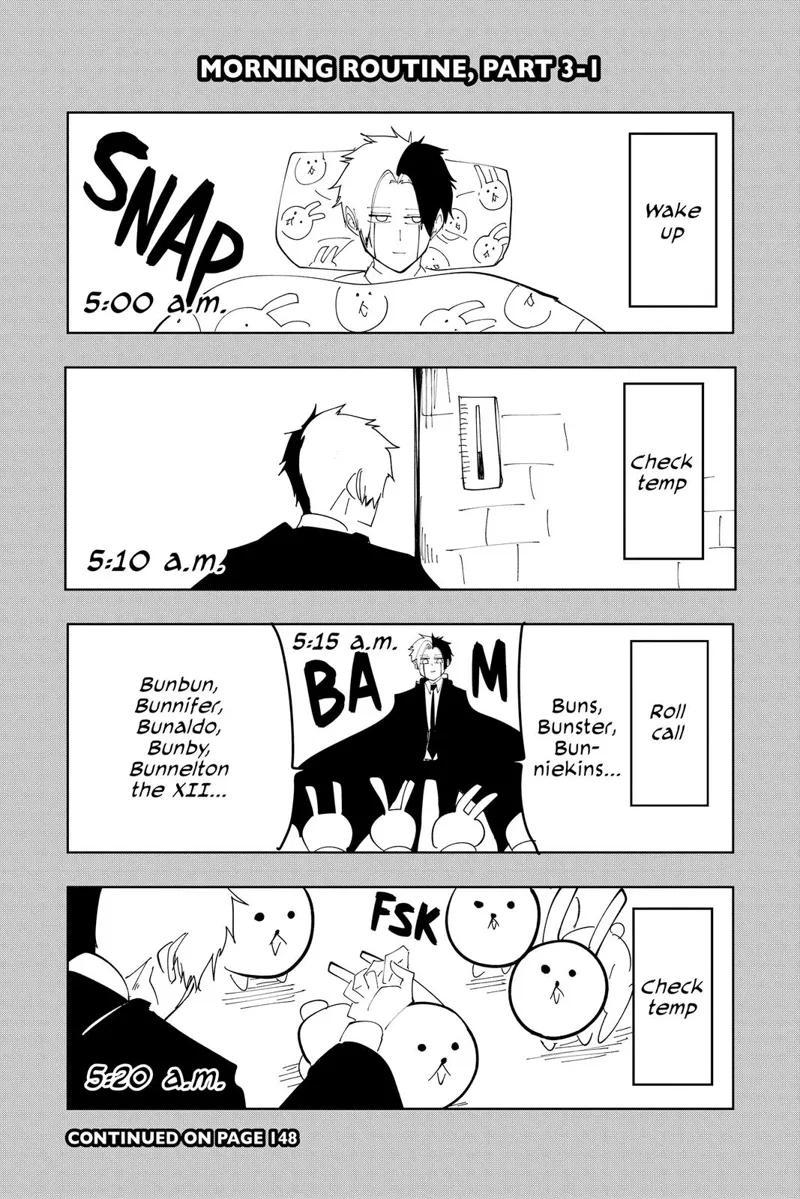 MORNING ROUTINE, PART 3-1
Wake
up
SNAP
5:00 a.m.
Check
temp
5:10 a.m.
Roll
call
5:15 a.m.
BAM
Buns,
Bunster,
Bun-
niekins...
Bunbun,
Bunnifer,
Bunaldo,
Bunby,
Bunnelton
the XII...
Check
temp
FSK
5:20 a.m.
CONTINUED ON PAGE 148